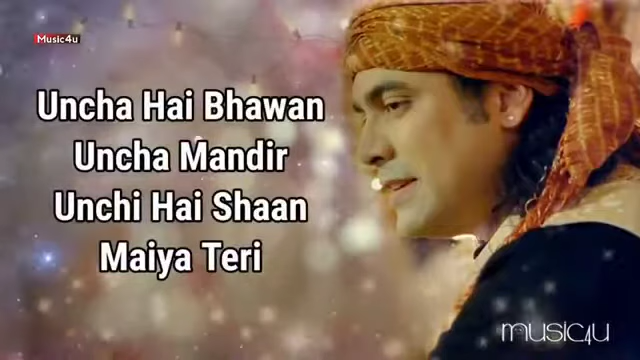 Music4u
Uncha Hai Bhawan
Uncha Mandir
Unchi Hai Shaan
Maiya Teri
music4u